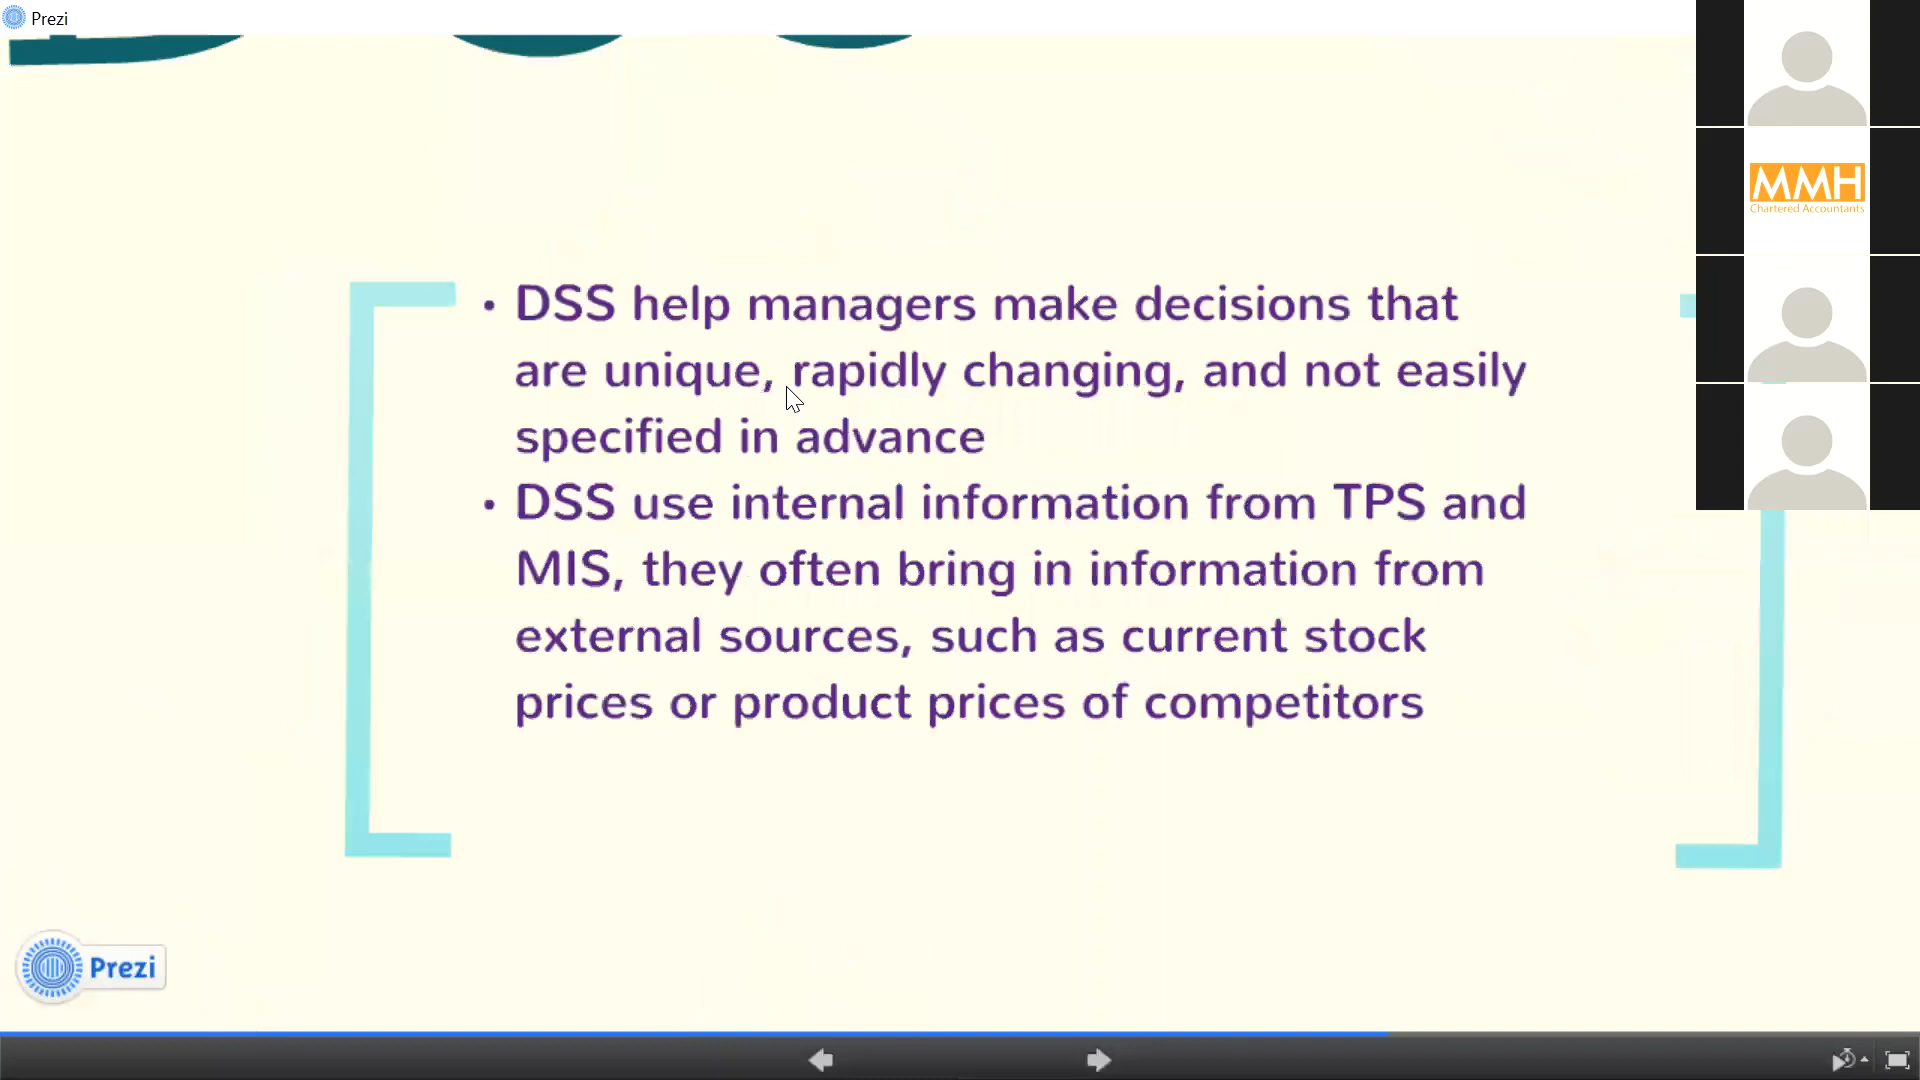 Prezi
MMH
Chartered Accountants
• DSS help managers make decisions that
are unique, rapidly changing, and not easily
specified in advance
• DSS use internal information from TPS and
MIS, they often bring in information from
external sources, such as current stock
prices or product prices of competitors
Prezi